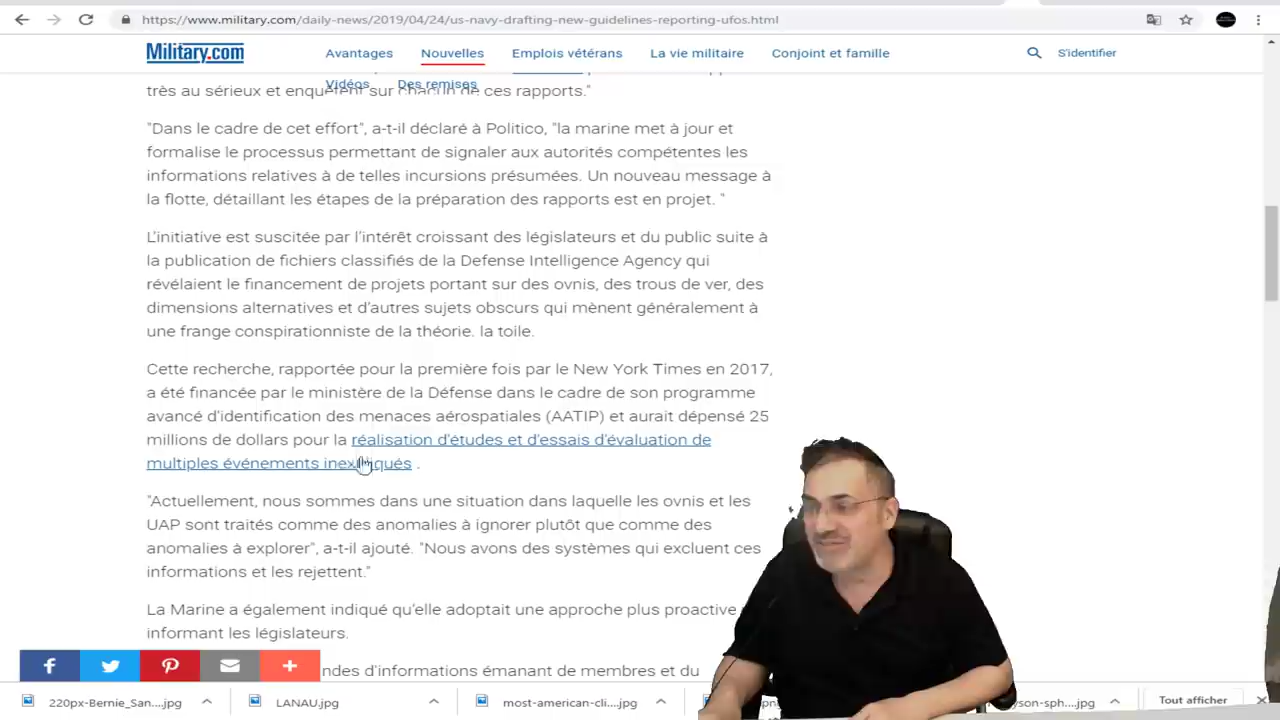 https://www.military.com/daily-news/2019/04/24/us-navy-drafting-new-guidelines-reporting-ufos.html
Military.com
Avantages
Nouvelles
Emplois vétérans
La vie militaire
Conjoint et famille
S'identifier
Vidéos
Des remises
très au sérieux et enquêtent sur chacun de ces rapports."
"Dans le cadre de cet effort", a-t-il déclaré à Politico, "la marine met à jour et
formalise le processus permettant de signaler aux autorités compétentes les
informations relatives à de telles incursions présumées. Un nouveau message à
la flotte, détaillant les étapes de la préparation des rapports est en projet. "
L'initiative est suscitée par l'intérêt croissant des législateurs et du public suite à
la publication de fichiers classifiés de la Defense Intelligence Agency qui
révélaient le financement de projets portant sur des ovnis, des trous de ver, des
dimensions alternatives et d'autres sujets obscurs qui mènent généralement à
une frange conspirationniste de la théorie. la toile.
Cette recherche, rapportée pour la première fois par le New York Times en 2017,
a été financée par le ministère de la Défense dans le cadre de son programme
avancé d'identification des menaces aérospatiales (AATIP) et aurait dépensé 25
millions de dollars pour la réalisation d'études et d'essais d'évaluation de
multiples événements inexpliqués .
"Actuellement, nous sommes dans une situation dans laquelle les ovnis et les
UAP sont traités comme des anomalies à ignorer plutôt que comme des
anomalies à explorer", a-t-il ajouté. "Nous avons des systèmes qui excluent ces
informations et les rejettent."
La Marine a également indiqué qu'elle adoptait une approche plus proactive
informant les législateurs.
ndes d'informations émanant de membres et du
220px-Bernie_San....jpg
LANAU.jpg
most-american-cli....jpg
yson-sph....jpg
Tout afficher